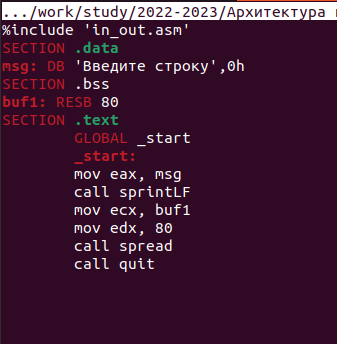 .../work/study/2022-2023/Архитектура
%include 'in_out.asm'
SECTION .data
msg: DB 'Введите строку',0h
SECTION .bss
buf1: RESB 80
SECTION .text
GLOBAL _start
_start:
mov eax, msg
call sprintLF
mov ecx, buf1
mov edx, 80
call spread
call quit